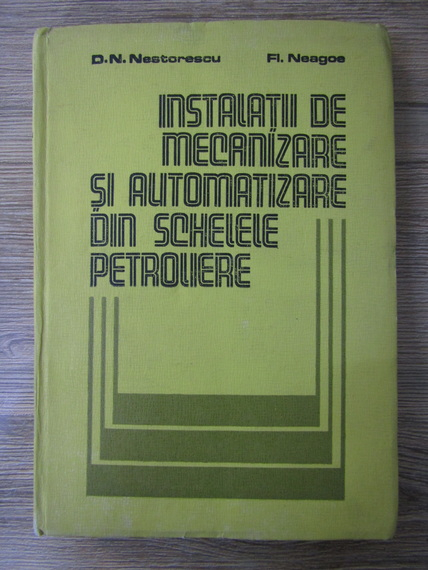 D.N. Nestorescu Fl. Neagoe
INSTALAȚII DE
MECANIZARE
ȘI AUTOMATIZARE
DIN SCHELELE
PETROLIERE